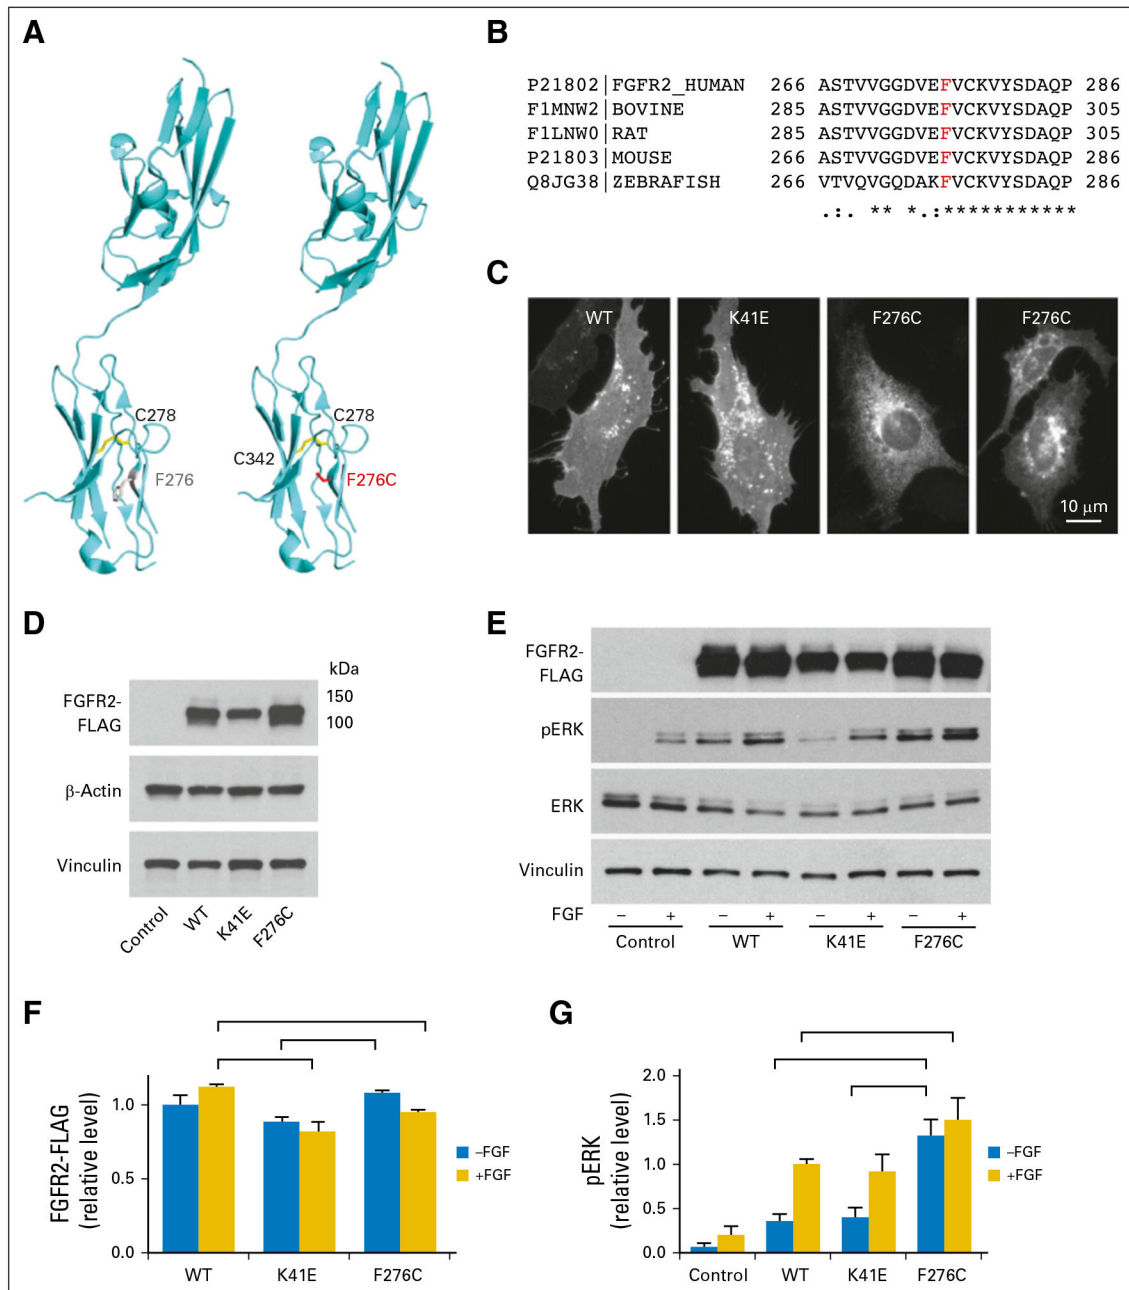 A
C278
F276
C278
C342
F276C
B
P21802|FGFR2_HUMAN 266 ASTVVGGDVEFVCKVYSDAQP 286
F1MNW2|BOVINE 285 ASTVVGGDVEFVCKVYSDAQP 305
F1LNW0|RAT 285 ASTVVGGDVEFVCKVYSDAQP 305
P21803|MOUSE 266 ASTVVGGDVEFVCKVYSDAQP 286
Q8JG38|ZEBRAFISH 266 VTVQVGQDAKFVCKVYSDAQP 286
.:. ** *.:***********
C
WT
K41E
F276C
F276C
10 μm
D
kDa
FGFR2-
FLAG
150
100
β-Actin
Vinculin
Control
WT
K41E
F276C
E
FGFR2-
FLAG
pERK
ERK
Vinculin
FGF – + – + – + – +
Control WT K41E F276C
F
FGFR2-FLAG
(relative level)
1.0
0.5
0.0
WT K41E F276C
–FGF
+FGF
G
pERK
(relative level)
2.0
1.5
1.0
0.5
0.0
Control WT K41E F276C
–FGF
+FGF